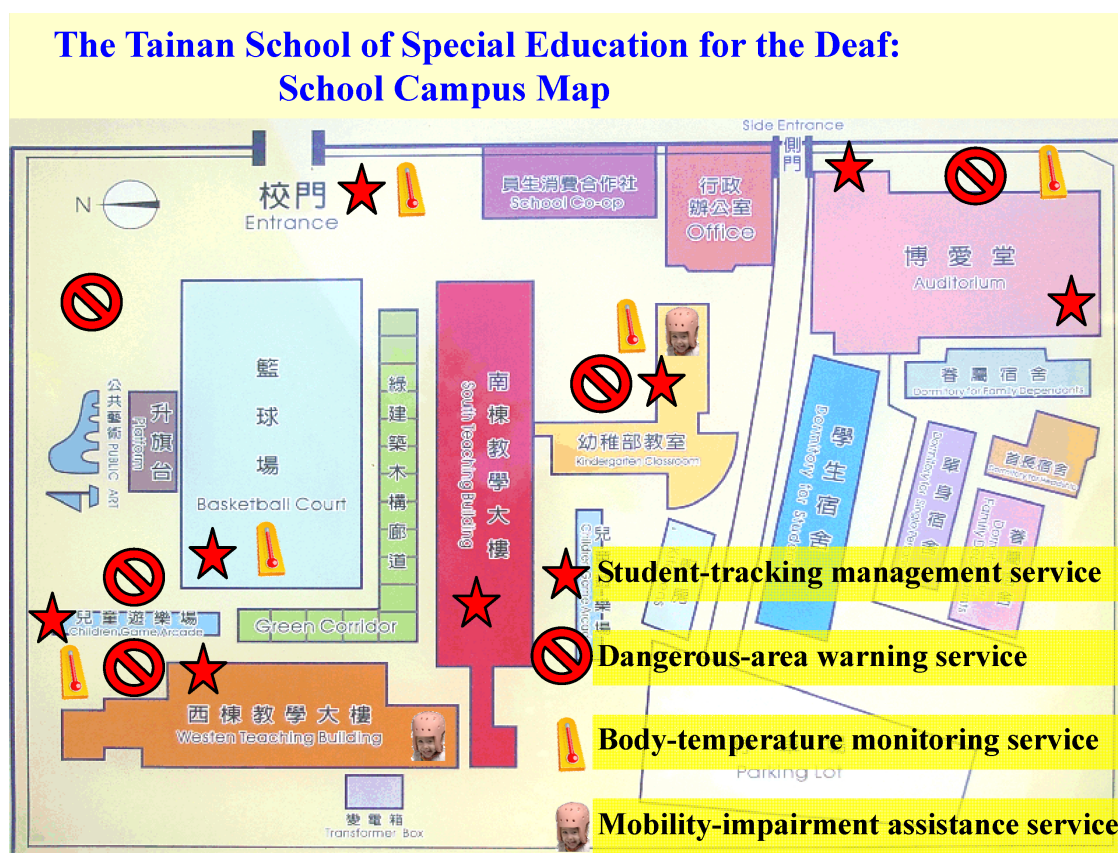 The Tainan School of Special Education for the Deaf:
School Campus Map
Side Entrance
側門
N
校門
Entrance
員生消費合作社
School Co-op
行政
辦公室
Office
博愛堂
Auditorium
籃球場
Basketball Court
綠建築木構廊道
Green Corridor
南棟教學大樓
South Teaching Building
幼稚部教室
Kindergarten Classroom
公共藝術 PUBLIC ART
升旗台
Platform
眷屬宿舍
Dormitory for Family Dependants
學生宿舍
Dormitory for
單身宿舍
首長宿舍
兒童遊樂場
Children Game Arcade
西棟教學大樓
Westen Teaching Building
變電箱
Transformer Box
Parking Lot
Student-tracking management service
Dangerous-area warning service
Body-temperature monitoring service
Mobility-impairment assistance service